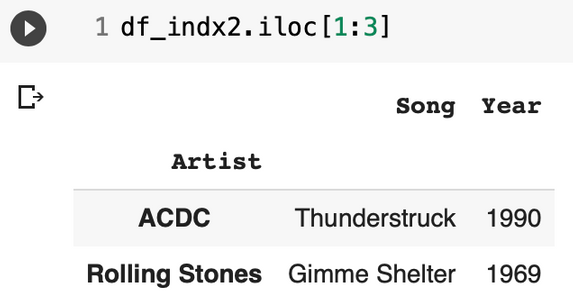 1 df_indx2.iloc[1:3]
Song Year
Artist
ACDC Thunderstruck 1990
Rolling Stones Gimme Shelter 1969